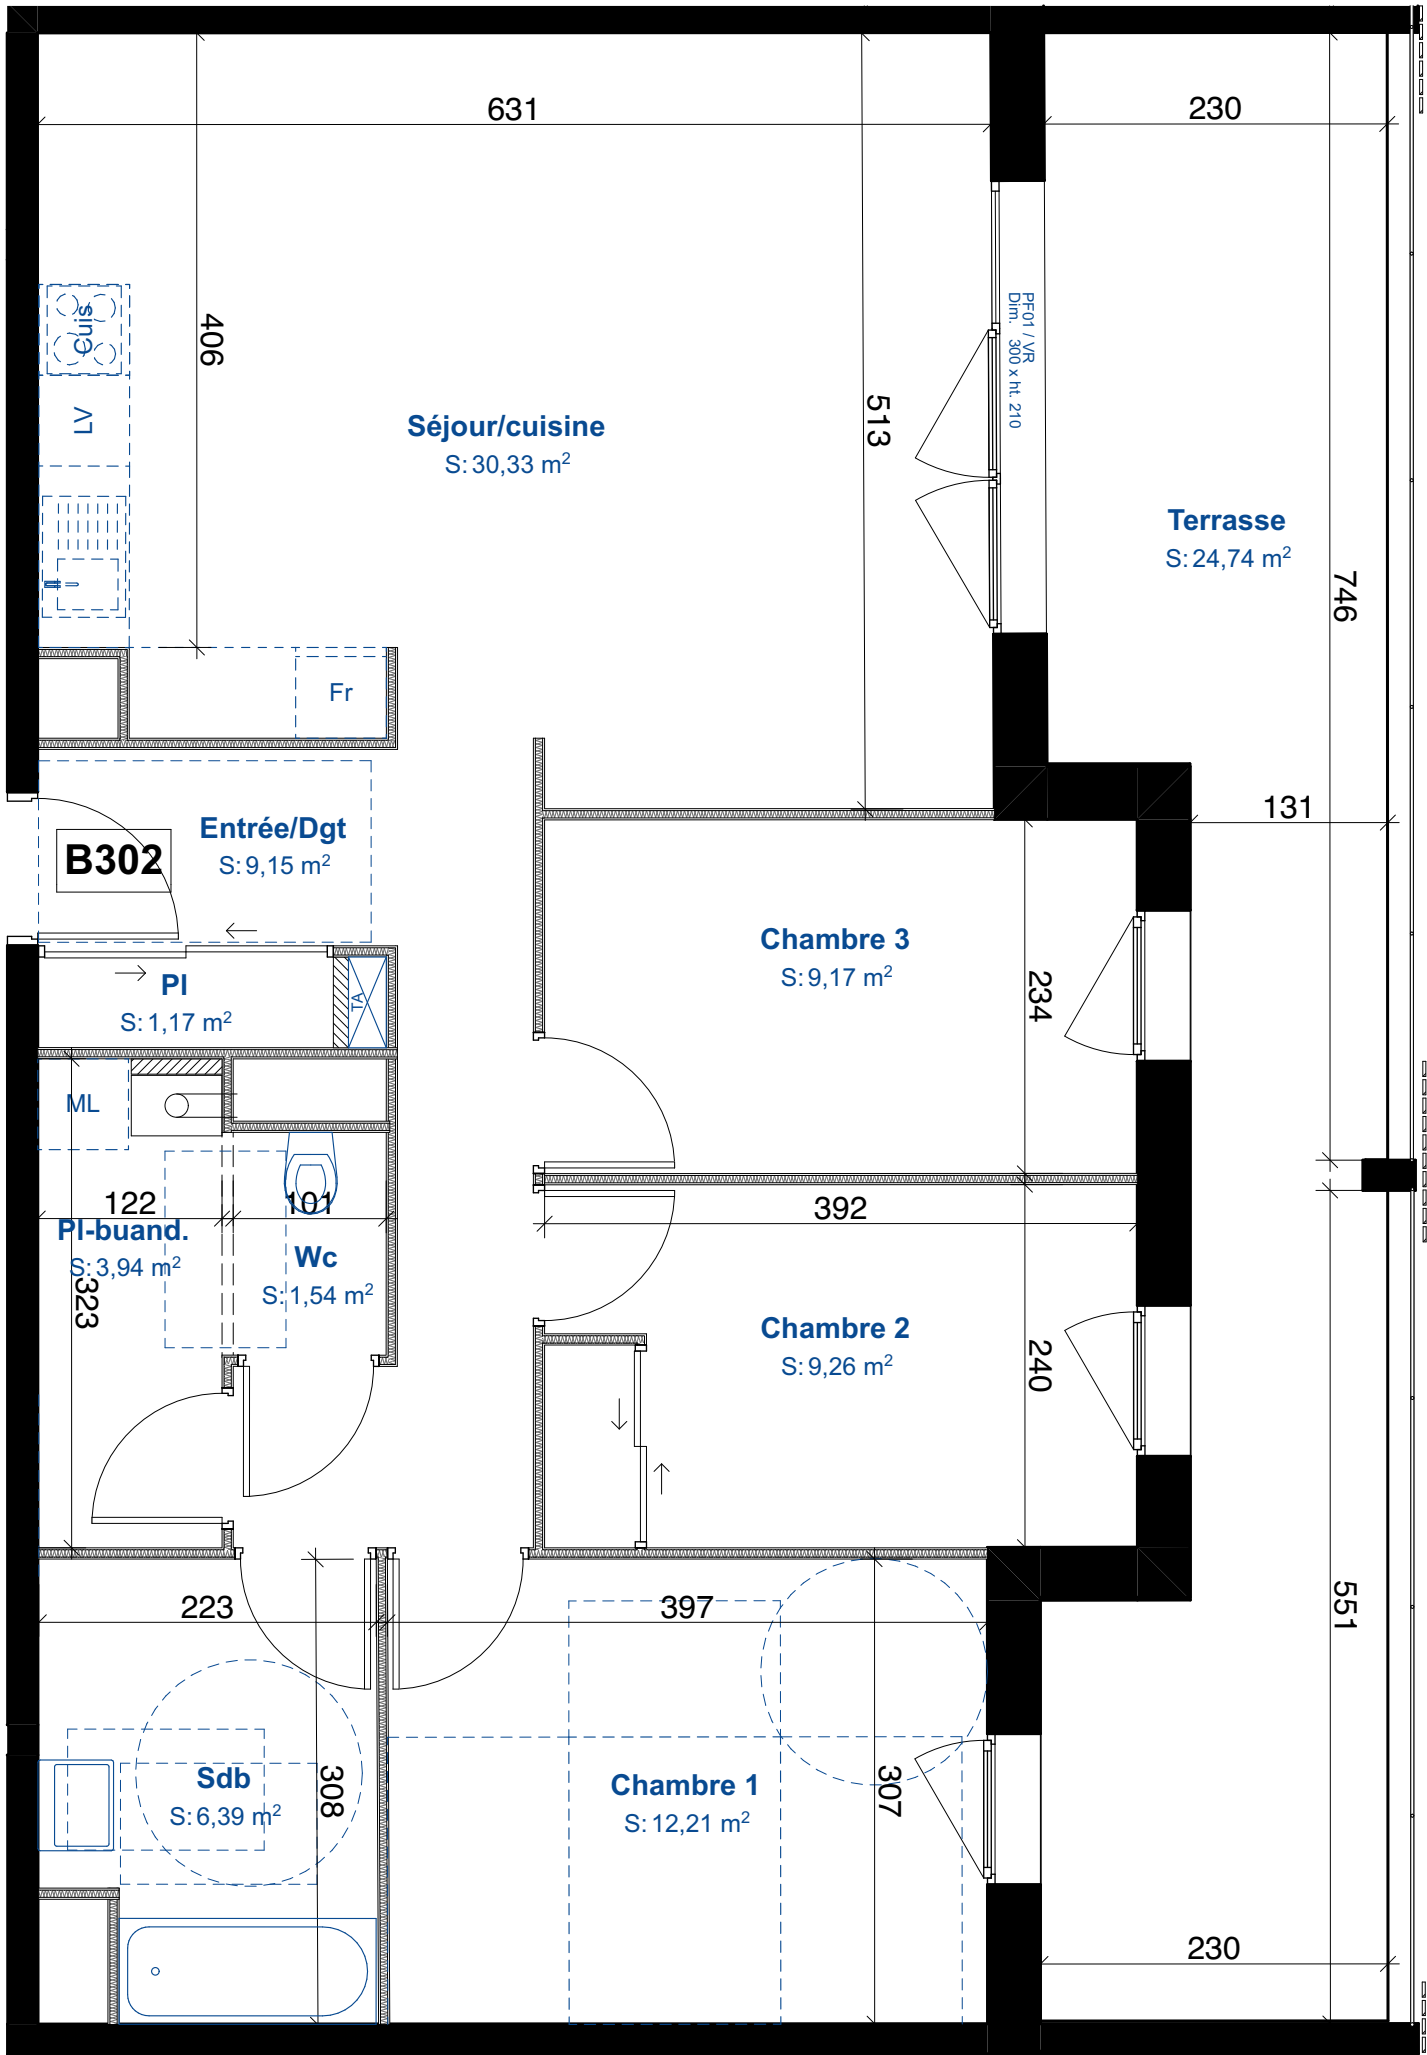 631
230
406
Cuis
LV
513
PF01 / VR
Dim. 300 x ht. 210
Séjour/cuisine
S: 30,33 m²
Terrasse
S: 24,74 m²
746
Fr
131
Entrée/Dgt
S: 9,15 m²
B302
Chambre 3
S: 9,17 m²
234
Pl
S: 1,17 m²
TA
ML
122
101
392
Pl-buand.
S: 3,94 m²
323
Wc
S: 1,54 m²
Chambre 2
S: 9,26 m²
240
223
397
551
Sdb
S: 6,39 m²
308
Chambre 1
S: 12,21 m²
307
230